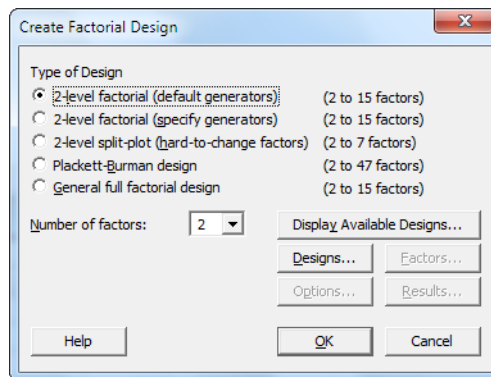 Create Factorial Design
x
Type of Design
2-level factorial (default generators) (2 to 15 factors)
2-level factorial (specify generators) (2 to 15 factors)
2-level split-plot (hard-to-change factors) (2 to 7 factors)
Plackett-Burman design (2 to 47 factors)
General full factorial design (2 to 15 factors)
Number of factors: 2 Display Available Designs...
Designs... Factors...
Options... Results...
Help OK Cancel